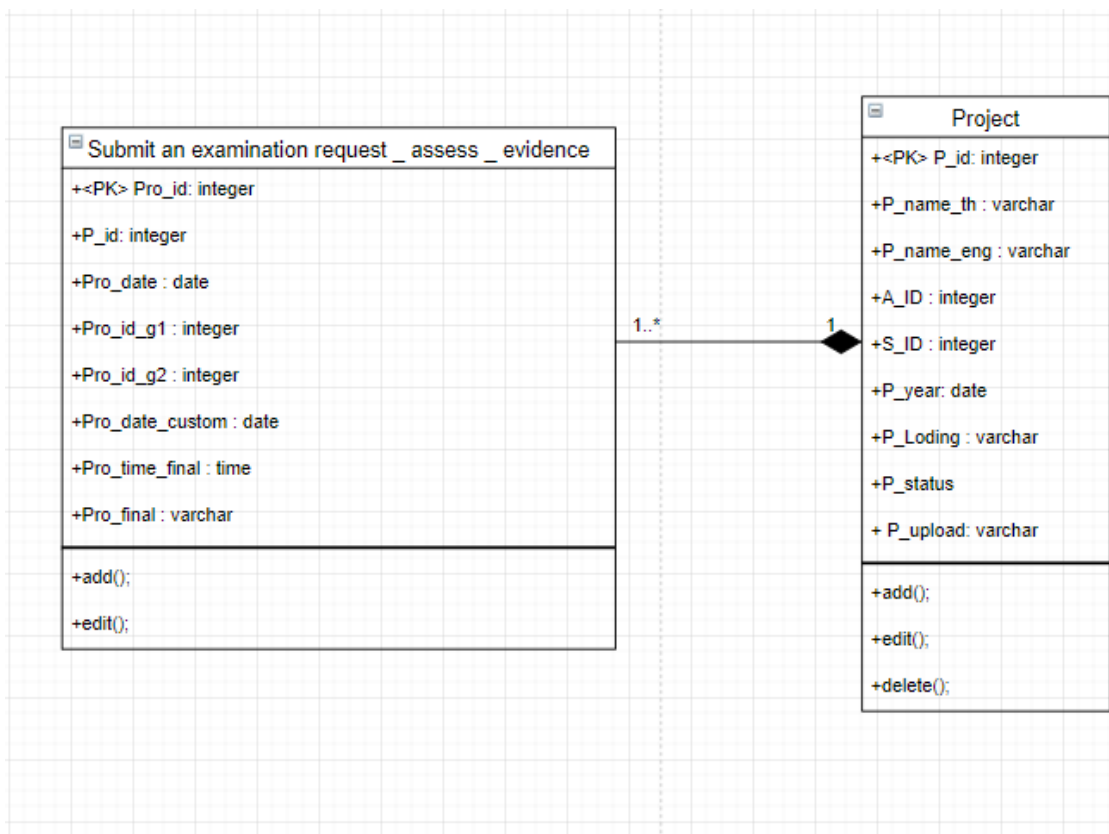 Submit an examination request _ assess _ evidence
+<PK> Pro_id: integer
+P_id: integer
+Pro_date : date
+Pro_id_g1 : integer
+Pro_id_g2 : integer
+Pro_date_custom : date
+Pro_time_final : time
+Pro_final : varchar
+add();
+edit();
1..*
1
Project
+<PK> P_id: integer
+P_name_th : varchar
+P_name_eng : varchar
+A_ID : integer
+S_ID : integer
+P_year: date
+P_Loding : varchar
+P_status
+ P_upload: varchar
+add();
+edit();
+delete();